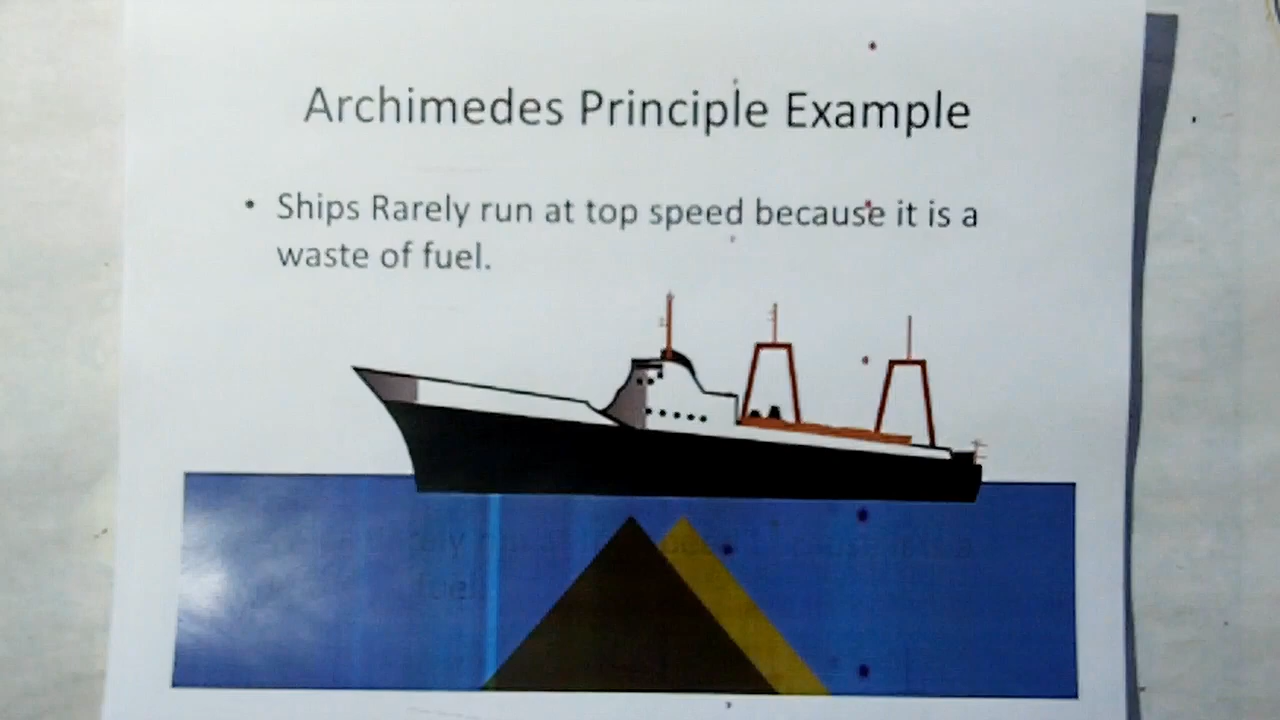 Archimedes Principle Example
• Ships Rarely run at top speed because it is a
waste of fuel.